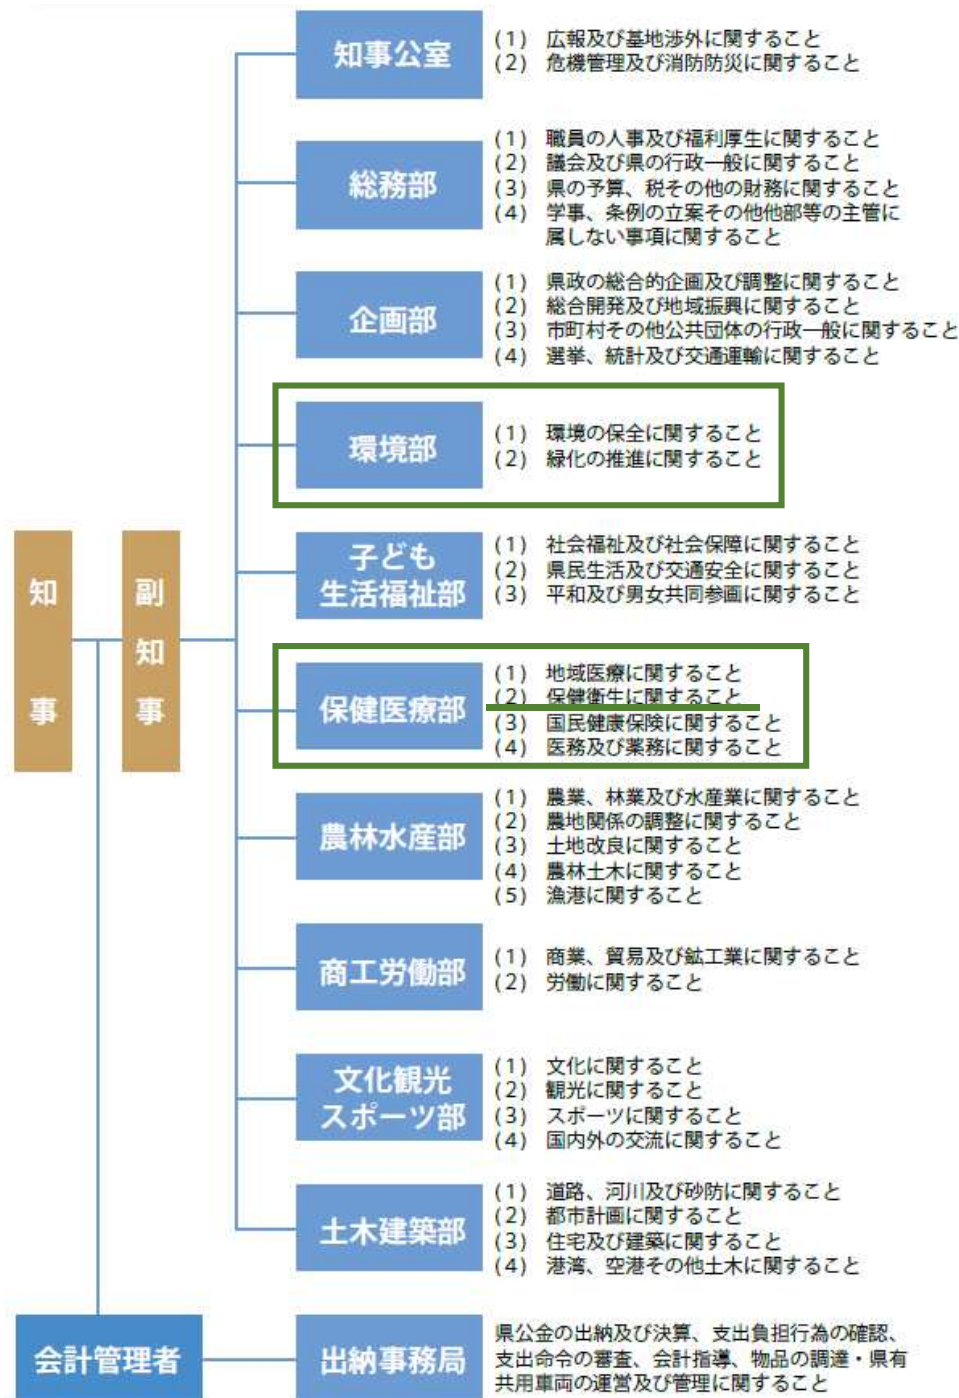 知事公室
(1) 広報及び基地渉外に関すること
(2) 危機管理及び消防防災に関すること
総務部
(1) 職員の人事及び福利厚生に関すること
(2) 議会及び県の行政一般に関すること
(3) 県の予算、税その他の財務に関すること
(4) 学事、条例の立案その他他部等の主管に
属しない事項に関すること
企画部
(1) 県政の総合的企画及び調整に関すること
(2) 総合開発及び地域振興に関すること
(3) 市町村その他公共団体の行政一般に関すること
(4) 選挙、統計及び交通運輸に関すること
環境部
(1) 環境の保全に関すること
(2) 緑化の推進に関すること
知事
副知事
子ども
生活福祉部
(1) 社会福祉及び社会保障に関すること
(2) 県民生活及び交通安全に関すること
(3) 平和及び男女共同参画に関すること
保健医療部
(1) 地域医療に関すること
(2) 保健衛生に関すること
(3) 国民健康保険に関すること
(4) 医務及び薬務に関すること
農林水産部
(1) 農業、林業及び水産業に関すること
(2) 農地関係の調整に関すること
(3) 土地改良に関すること
(4) 農林土木に関すること
(5) 漁港に関すること
商工労働部
(1) 商業、貿易及び鉱工業に関すること
(2) 労働に関すること
文化観光
スポーツ部
(1) 文化に関すること
(2) 観光に関すること
(3) スポーツに関すること
(4) 国内外の交流に関すること
土木建築部
(1) 道路、河川及び砂防に関すること
(2) 都市計画に関すること
(3) 住宅及び建築に関すること
(4) 港湾、空港その他土木に関すること
会計管理者
出納事務局
県公金の出納及び決算、支出負担行為の確認、
支出命令の審査、会計指導、物品の調達・県有
共用車両の運営及び管理に関すること